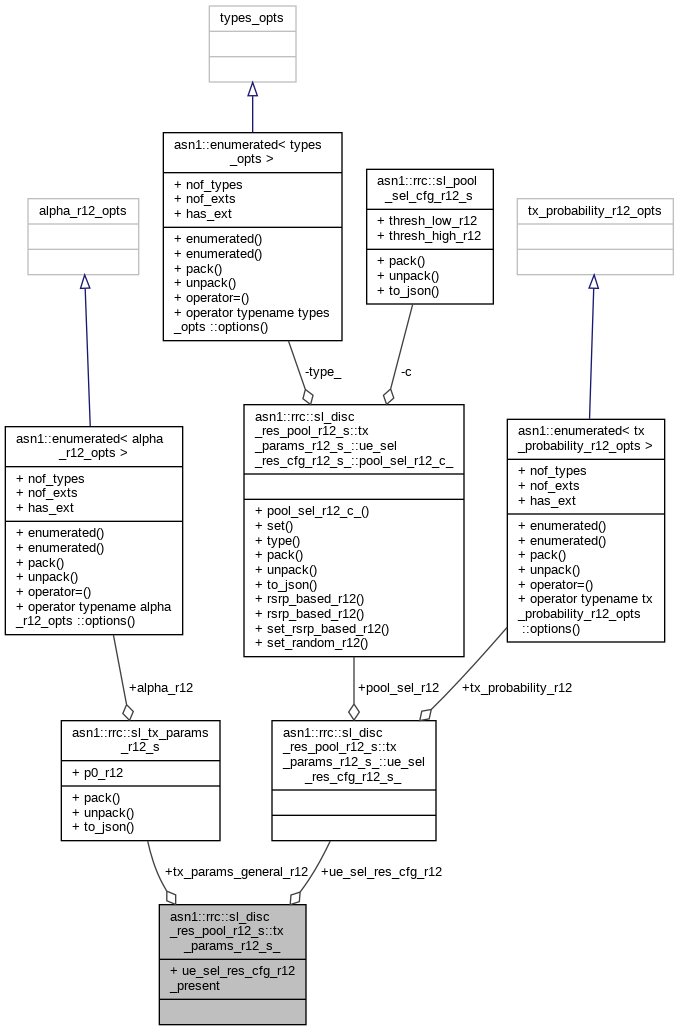 types_opts
asn1::enumerated< types
_opts >
+ nof_types
+ nof_exts
+ has_ext
+ enumerated()
+ enumerated()
+ pack()
+ unpack()
+ operator=()
+ operator typename types
_opts ::options()
asn1::rrc::sl_pool
_sel_cfg_r12_s
+ thresh_low_r12
+ thresh_high_r12
+ pack()
+ unpack()
+ to_json()
alpha_r12_opts
tx_probability_r12_opts
-type_
-c
asn1::enumerated< alpha
_r12_opts >
+ nof_types
+ nof_exts
+ has_ext
+ enumerated()
+ enumerated()
+ pack()
+ unpack()
+ operator=()
+ operator typename alpha
_r12_opts ::options()
asn1::rrc::sl_disc
_res_pool_r12_s::tx
_params_r12_s_::ue_sel
_res_cfg_r12_s_::pool_sel_r12_c_
+ pool_sel_r12_c_()
+ set()
+ type()
+ pack()
+ unpack()
+ to_json()
+ rsrp_based_r12()
+ rsrp_based_r12()
+ set_rsrp_based_r12()
+ set_random_r12()
asn1::enumerated< tx
_probability_r12_opts >
+ nof_types
+ nof_exts
+ has_ext
+ enumerated()
+ enumerated()
+ pack()
+ unpack()
+ operator=()
+ operator typename tx
_probability_r12_opts
::options()
+alpha_r12
+pool_sel_r12
+tx_probability_r12
asn1::rrc::sl_tx_params
_r12_s
+ p0_r12
+ pack()
+ unpack()
+ to_json()
asn1::rrc::sl_disc
_res_pool_r12_s::tx
_params_r12_s_::ue_sel
_res_cfg_r12_s_
+tx_params_general_r12
+ue_sel_res_cfg_r12
asn1::rrc::sl_disc
_res_pool_r12_s::tx
_params_r12_s_
+ ue_sel_res_cfg_r12
_present